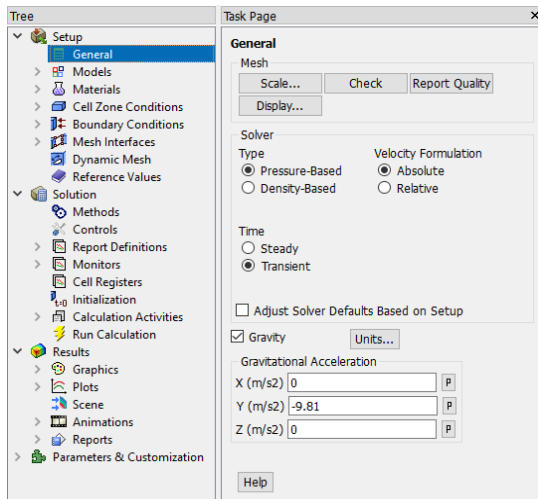 Tree
Setup
General
Models
Materials
Cell Zone Conditions
Boundary Conditions
Mesh Interfaces
Dynamic Mesh
Reference Values
Solution
Methods
Controls
Report Definitions
Monitors
Cell Registers
t=0 Initialization
Calculation Activities
Run Calculation
Results
Graphics
Plots
Scene
Animations
Reports
Parameters & Customization
Task Page
General
Mesh
Scale... Check Report Quality
Display...
Solver
Type Velocity Formulation
Pressure-Based Absolute
Density-Based Relative
Time
Steady
Transient
Adjust Solver Defaults Based on Setup
Gravity Units...
Gravitational Acceleration
X (m/s2) 0 P
Y (m/s2) -9.81 P
Z (m/s2) 0 P
Help